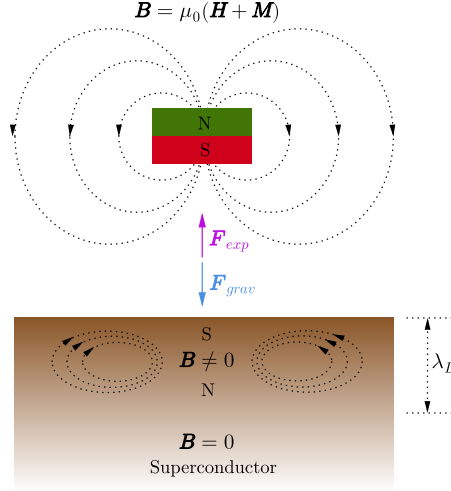 B = μ₀(H + M)
N
S
F_exp
F_grav
S
B ≠ 0
N
λ_L
B = 0
Superconductor